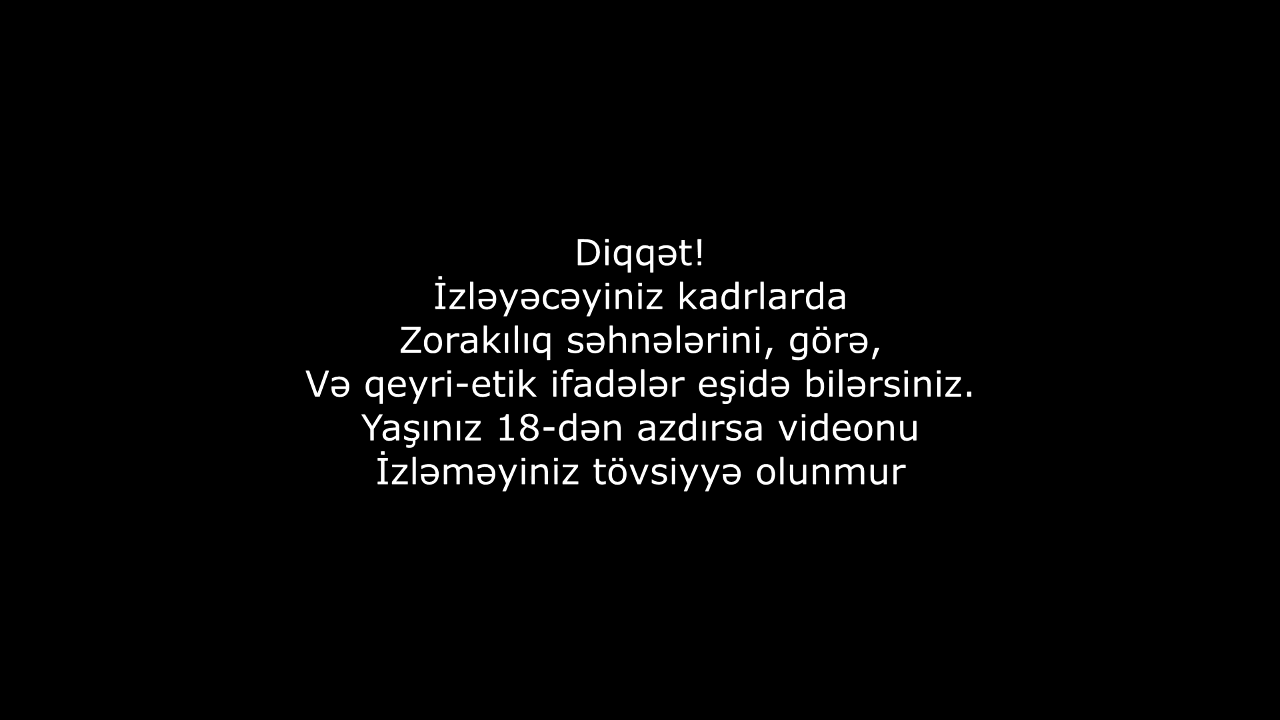 Diqqət!
İzləyəcəyiniz kadrlarda
Zorakılıq səhnələrini, görə,
Və qeyri-etik ifadələr eşidə bilərsiniz.
Yaşınız 18-dən azdırsa videonu
İzləməyiniz tövsiyyə olunmur